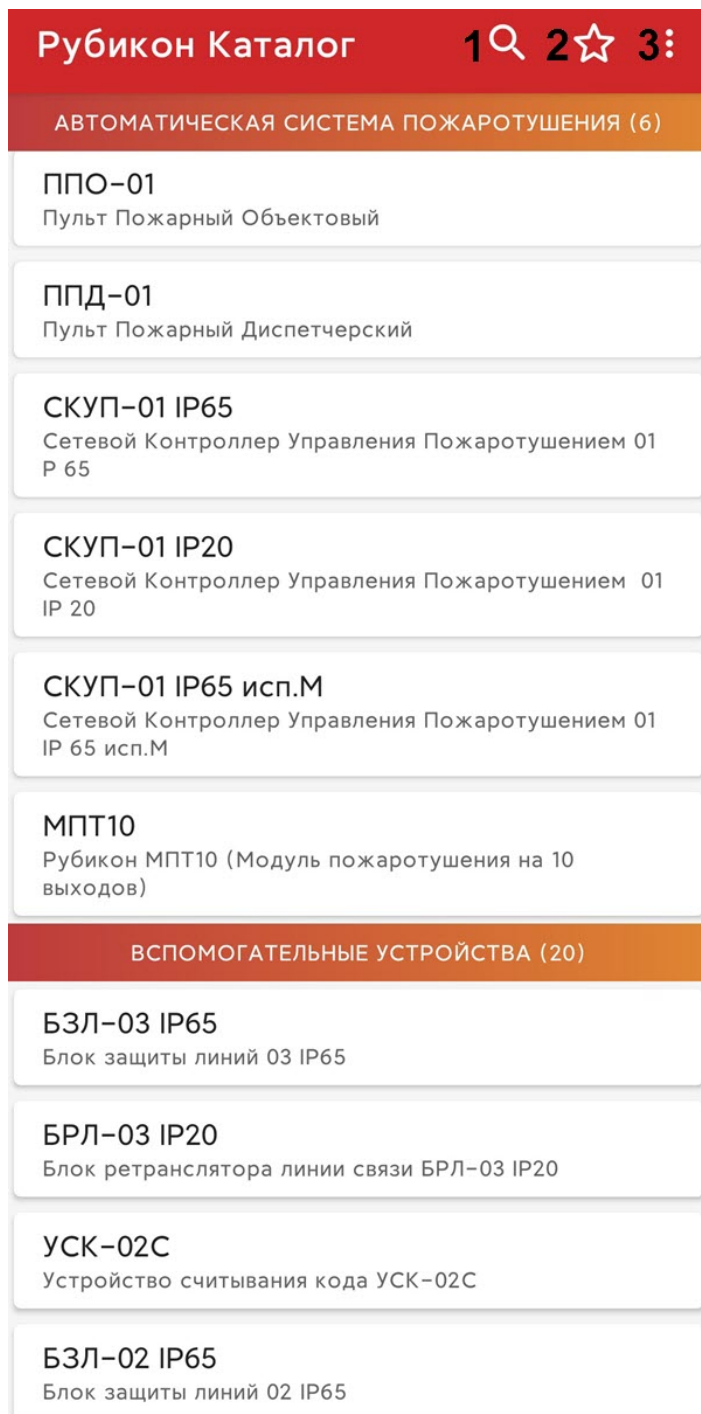 Рубикон Каталог 1 2 3
АВТОМАТИЧЕСКАЯ СИСТЕМА ПОЖАРОТУШЕНИЯ (6)
ППО-01
Пульт Пожарный Объектовый
ППД-01
Пульт Пожарный Диспетчерский
СКУП-01 IP65
Сетевой Контроллер Управления Пожаротушением 01
P 65
СКУП-01 IP20
Сетевой Контроллер Управления Пожаротушением 01
IP 20
СКУП-01 IP65 исп.М
Сетевой Контроллер Управления Пожаротушением 01
IP 65 исп.М
МПТ10
Рубикон МПТ10 (Модуль пожаротушения на 10
выходов)
ВСПОМОГАТЕЛЬНЫЕ УСТРОЙСТВА (20)
БЗЛ-03 IP65
Блок защиты линий 03 IP65
БРЛ-03 IP20
Блок ретранслятора линии связи БРЛ-03 IP20
УСК-02С
Устройство считывания кода УСК-02С
БЗЛ-02 IP65
Блок защиты линий 02 IP65